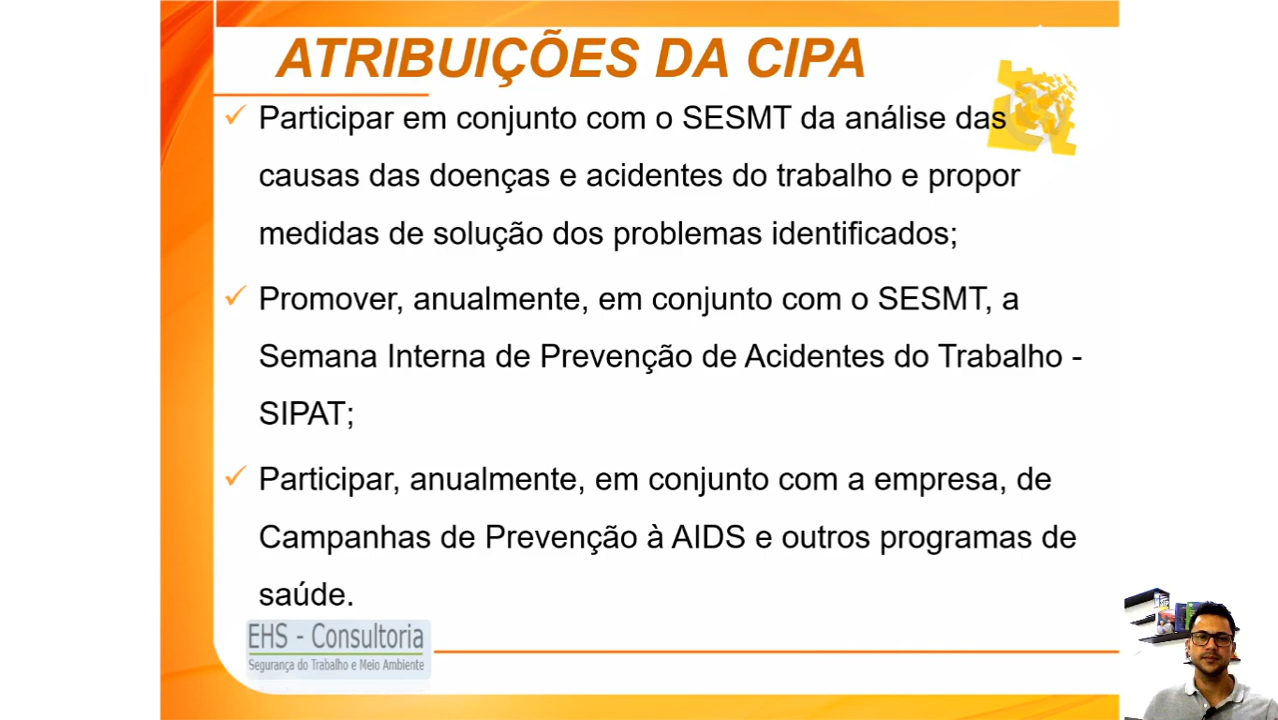 ATRIBUIÇÕES DA CIPA
✓ Participar em conjunto com o SESMT da análise das
causas das doenças e acidentes do trabalho e propor
medidas de solução dos problemas identificados;
✓ Promover, anualmente, em conjunto com o SESMT, a
Semana Interna de Prevenção de Acidentes do Trabalho -
SIPAT;
✓ Participar, anualmente, em conjunto com a empresa, de
Campanhas de Prevenção à AIDS e outros programas de
saúde.
EHS - Consultoria
Segurança do Trabalho e Meio Ambiente